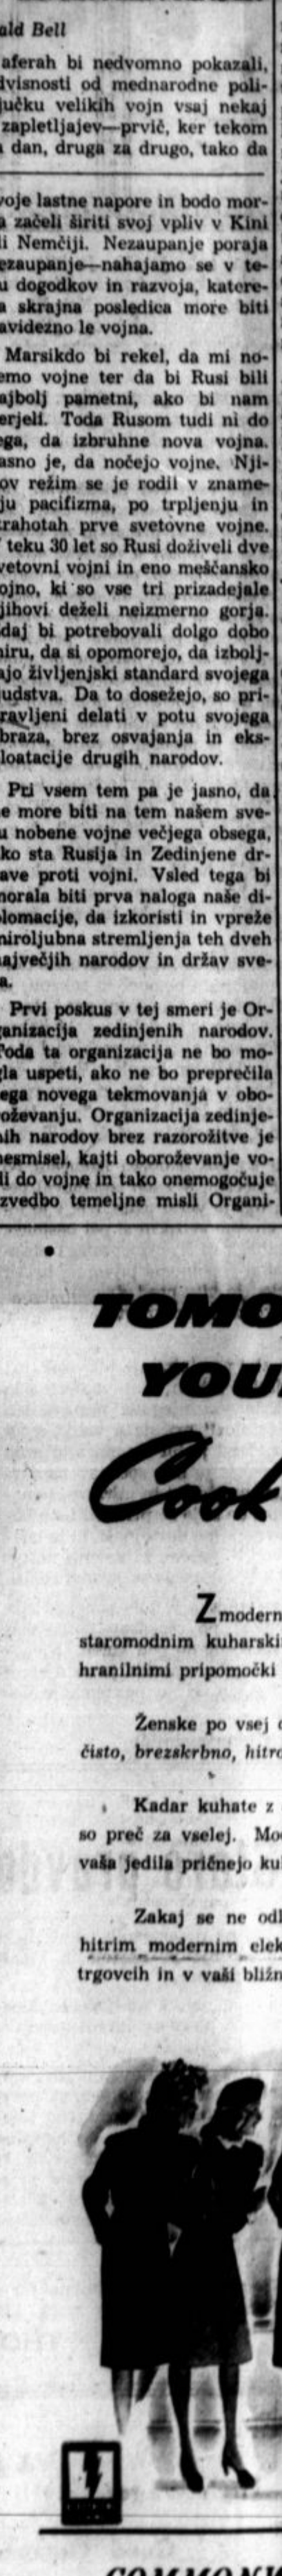 ald Bell
aferah bi nedvomno pokazali,
dvisnosti od mednarodne poli-
jučku velikih vojn vsaj nekaj
zapletljajev—prvič, ker tekom
dan, druga za drugo, tako da
voje lastne napore in bodo mor-
a začeli širiti svoj vpliv v Kini
li Nemčiji. Nezaupanje poraja
ezaupanje—nahajamo se v te-
u dogodkov in razvoja, katere-
a skrajna posledica more biti
avidezno le vojna.
Marsikdo bi rekel, da mi no-
emo vojne ter da bi Rusi bili
ajbolj pametni, ako bi nam
erjeli. Toda Rusom tudi ni do
ega, da izbruhne nova vojna.
asno je, da nočejo vojne. Nji-
ov režim se je rodil v zname-
ju pacifizma, po trpljenju in
rahotah prve svetovne vojne.
teku 30 let so Rusi doživeli dve
vetovni vojni in eno meščansko
ojno, ki so vse tri prizadejale
jihovi deželi neizmerno gorja.
daj bi potrebovali dolgo dobo
miru, da si opomorejo, da izbolj-
ajo življenjski standard svojega
judstva. Da to dosežejo, so pri-
ravljeni delati v potu svojega
braza, brez osvajanja in eks-
loatacije drugih narodov.
Pri vsem tem pa je jasno, da
e more biti na tem našem sve-
u nobene vojne večjega obsega,
ko sta Rusija in Zedinjene dr-
ave proti vojni. Vsled tega bi
morala biti prva naloga naše di-
lomacije, da izkoristi in vpreže
miroljubna stremljenja teh dveh
ajvečjih narodov in držav sve-
a.
Prvi poskus v tej smeri je Or-
ganizacija zedinjenih narodov.
Toda ta organizacija ne bo mo-
gla uspeti, ako ne bo preprečila
ega novega tekmovanja v obo-
roževanju. Organizacija zedinje-
nih narodov brez razorožitve je
nesmisel, kajti oboroževanje vo-
di do vojne in tako onemogočuje
zvedbo temeljne misli Organi-
TOMO
YOU
Cook
Z modern
staromodnim kuharski
hranilnimi pripomočki
Ženske po vsej
čisto, brezskrbno, hitro
Kadar kuhate z
so preč za vselej. Mo
vaša jedila pričnejo ku
Zakaj se ne odl
hitrim modernim elek
trgovcih in v vaši bližn